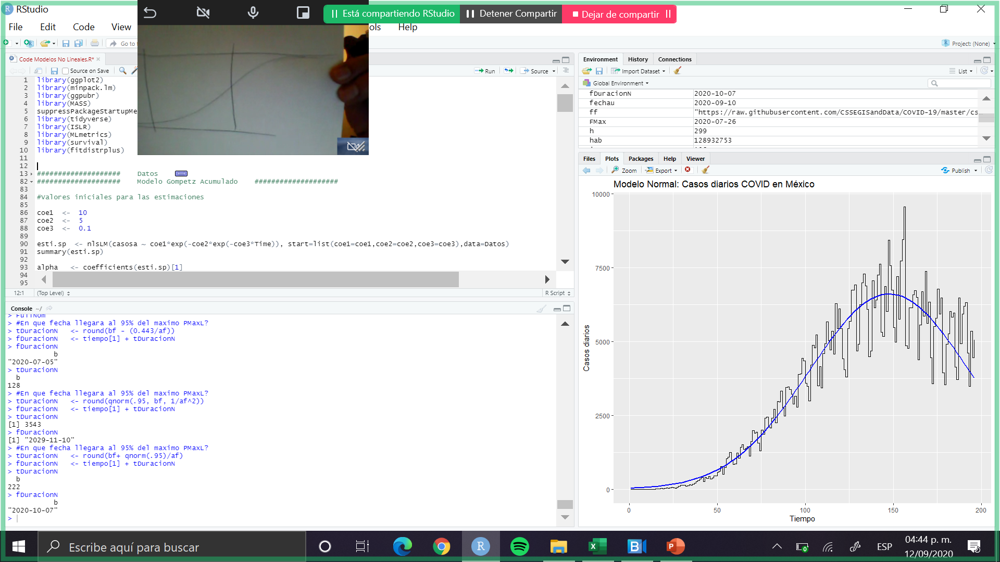 RStudio
Está compartiendo RStudio
Detener Compartir
Dejar de compartir
File Edit Code View Help
Go to
Project: (None)
Code Modelos No Lineales.R*
Source on Save
Run
Source
1 library(ggplot2)
2 library(minpack.lm)
3 library(ggpubr)
4 library(MASS)
5 suppressPackageStartupMe
6 library(tidyverse)
7 library(ISLR)
8 library(MLmetrics)
9 library(survival)
10 library(fitdistrplus)
11
12
13 #################### Datos
82 #################### Modelo Gompetz Acumulado ####################
83
84 #Valores iniciales para las estimaciones
85
86 coe1 <- 10
87 coe2 <- 5
88 coe3 <- 0.1
89
90 esti.sp <- nlsLM(casosa ~ coe1*exp(-coe2*exp(-coe3*Time)), start=list(coe1=coe1,coe2=coe2,coe3=coe3),data=Datos)
91 summary(esti.sp)
92
93 alpha <- coefficients(esti.sp)[1]
94
95
12:1 (Top Level) R Script
Console ~/
> FullNom
> #En que fecha llegara al 95% del maximo PMaxL?
> tDuracionN <- round(bf - (0.443/af))
> fDuracionN <- tiempo[1] + tDuracionN
> fDuracionN
b
"2020-07-05"
> tDuracionN
b
128
> #En que fecha llegara al 95% del maximo PMaxL?
> tDuracionN <- round(qnorm(.95, bf, 1/af^2))
> fDuracionN <- tiempo[1] + tDuracionN
> tDuracionN
[1] 3543
> fDuracionN
[1] "2029-11-10"
> #En que fecha llegara al 95% del maximo PMaxL?
> tDuracionN <- round(bf+ qnorm(.95)/af)
> fDuracionN <- tiempo[1] + tDuracionN
> tDuracionN
b
222
> fDuracionN
b
"2020-10-07"
>
Environment History Connections
Import Dataset
List
Global Environment
fDuracionN 2020-10-07
fechau 2020-09-10
ff "https://raw.githubusercontent.com/CSSEGISandData/COVID-19/master/cs…
FMax 2020-07-26
h 299
hab 128932753
Files Plots Packages Help Viewer
Zoom Export Publish
Modelo Normal: Casos diarios COVID en México
10000
7500
5000
2500
0
Casos diarios
0 50 100 150 200
Tiempo
Escribe aquí para buscar
ESP
04:44 p. m.
12/09/2020